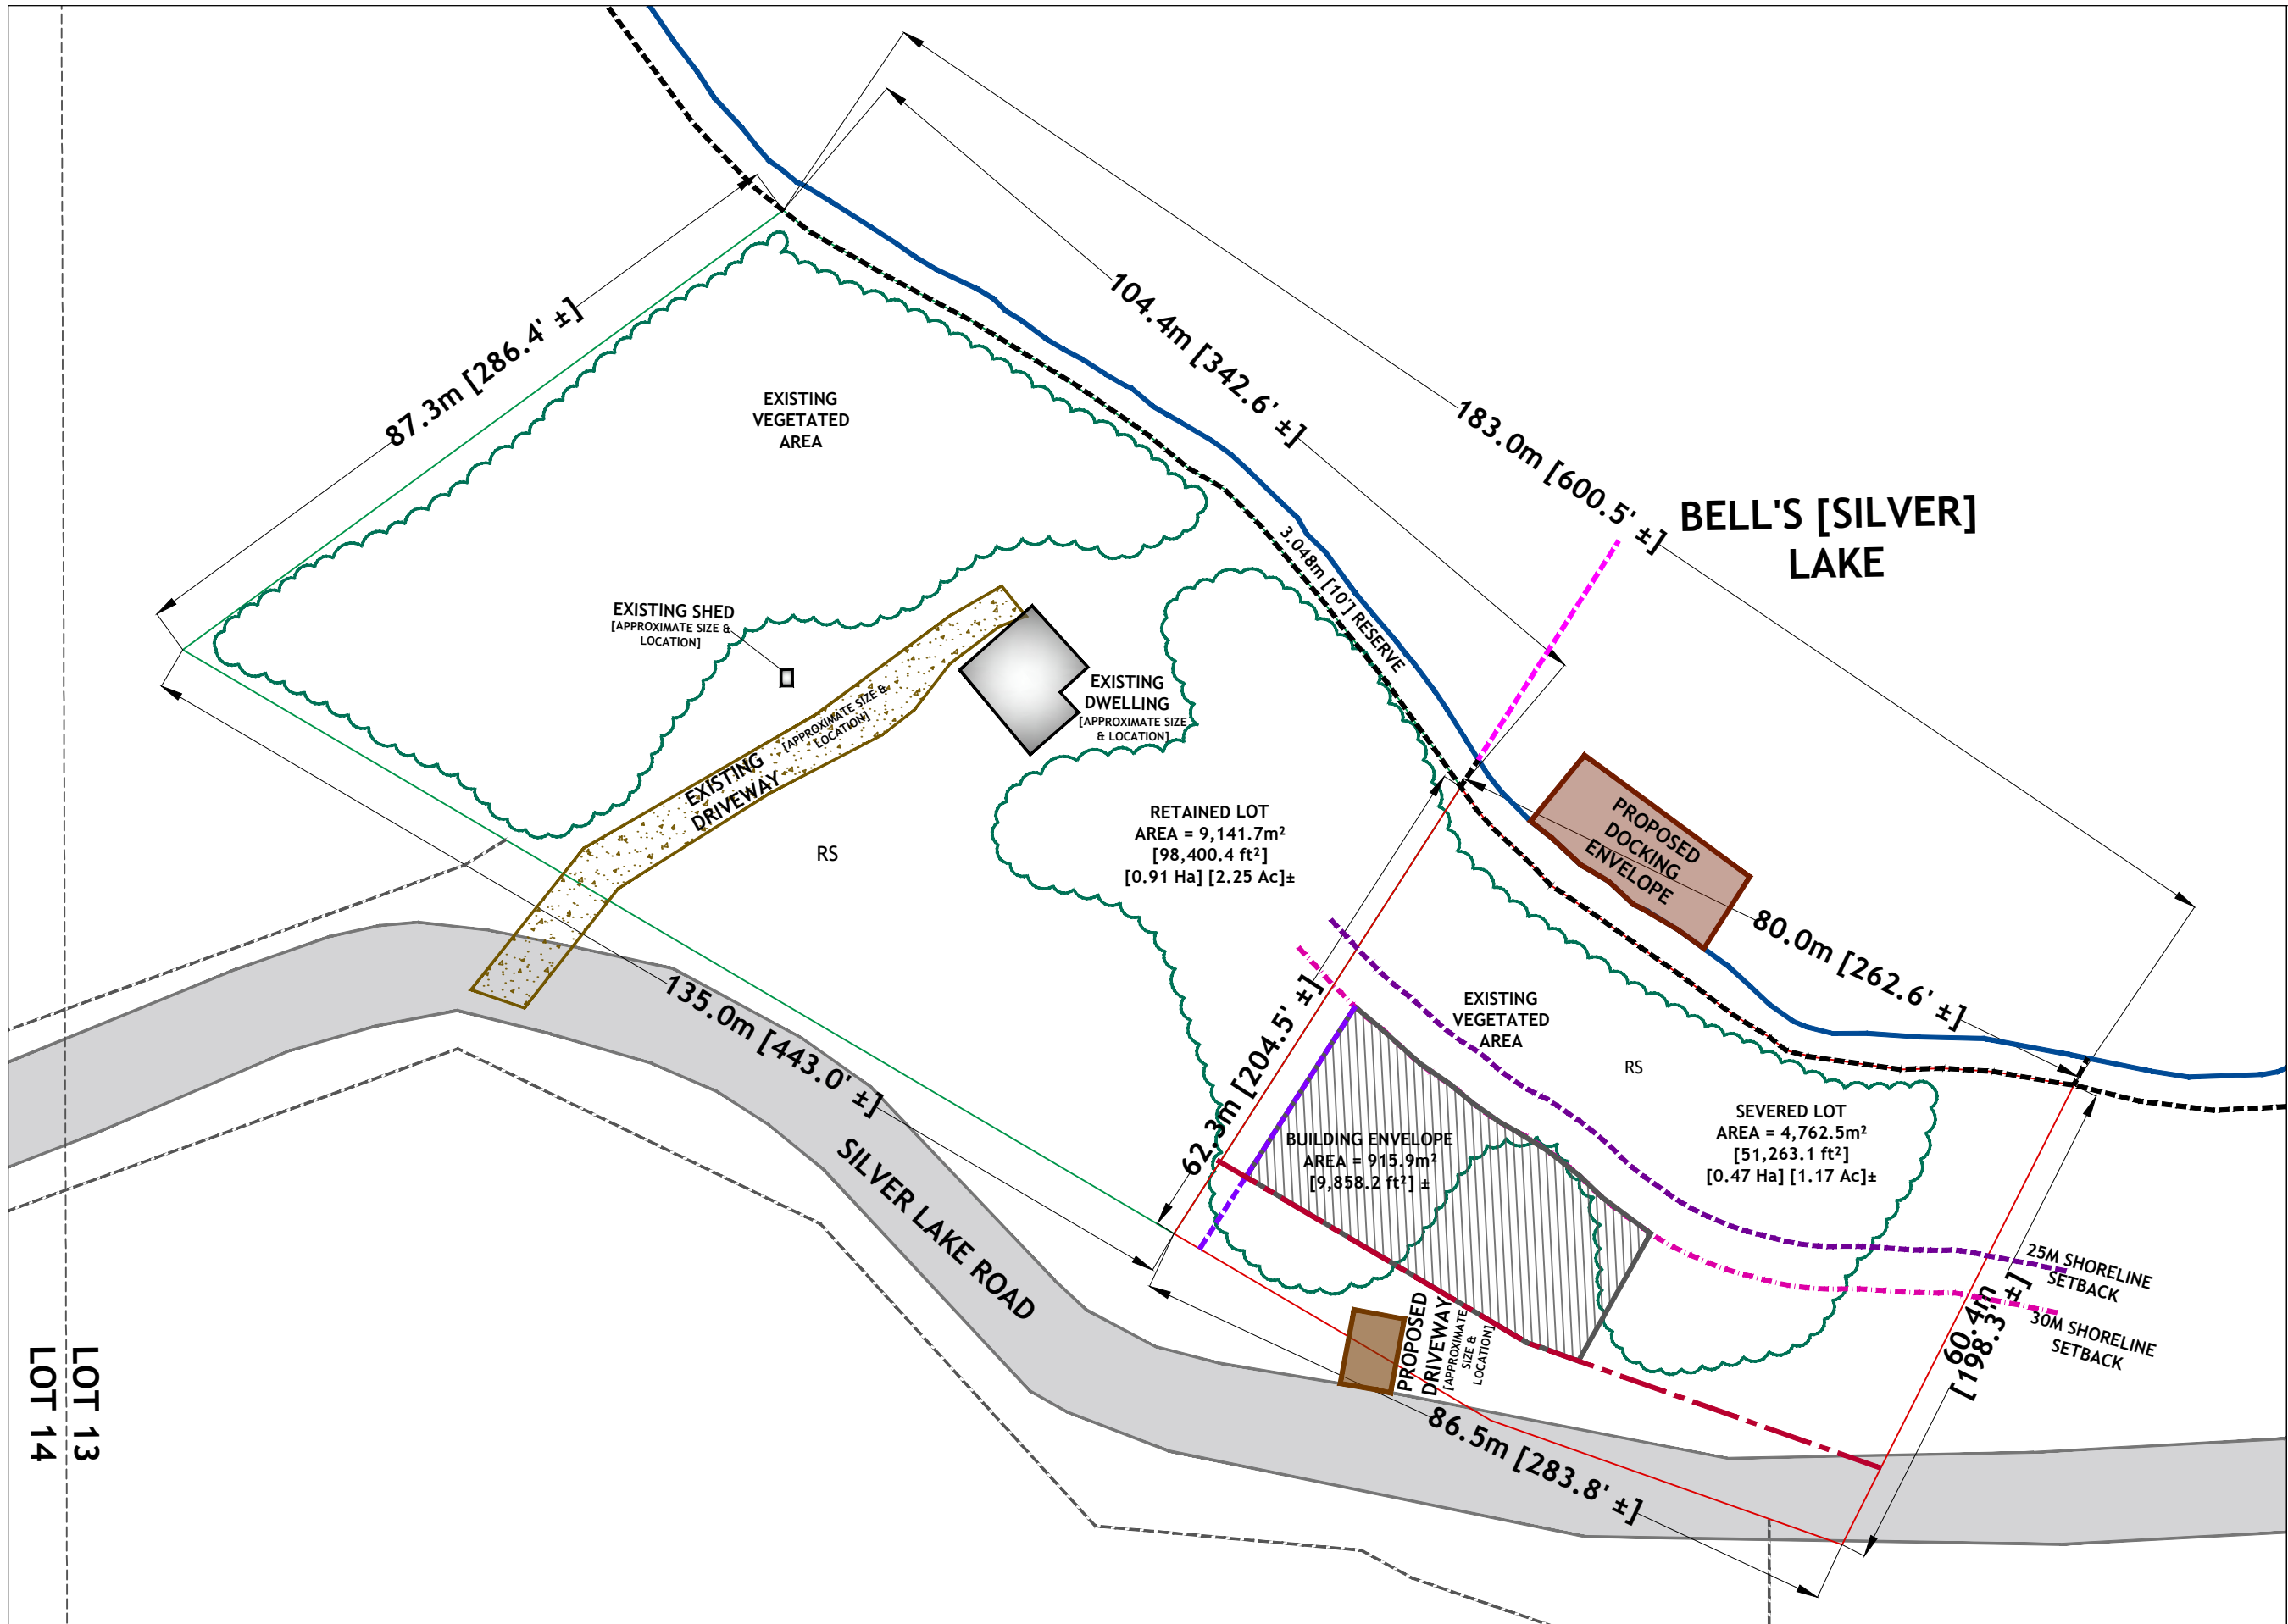 104.4m [342.6' ±]
183.0m [600.5' ±]
87.3m [286.4' ±]
BELL'S [SILVER]
LAKE
EXISTING
VEGETATED
AREA
3.048m [10'] RESERVE
EXISTING SHED
[APPROXIMATE SIZE &
LOCATION]
EXISTING
DWELLING
[APPROXIMATE SIZE
& LOCATION]
[APPROXIMATE SIZE &
LOCATION]
EXISTING
DRIVEWAY
RS
RETAINED LOT
AREA = 9,141.7m²
[98,400.4 ft²]
[0.91 Ha] [2.25 Ac]±
PROPOSED
DOCKING
ENVELOPE
80.0m [262.6' ±]
135.0m [443.0' ±]
62.3m [204.5' ±]
EXISTING
VEGETATED
AREA
RS
SEVERED LOT
AREA = 4,762.5m²
[51,263.1 ft²]
[0.47 Ha] [1.17 Ac]±
BUILDING ENVELOPE
AREA = 915.9m²
[9,858.2 ft²] ±
SILVER LAKE ROAD
25M SHORELINE
SETBACK
30M SHORELINE
SETBACK
60.4m
[198.3' ±]
PROPOSED
DRIVEWAY
[APPROXIMATE
SIZE &
LOCATION]
86.5m [283.8' ±]
LOT 13
LOT 14